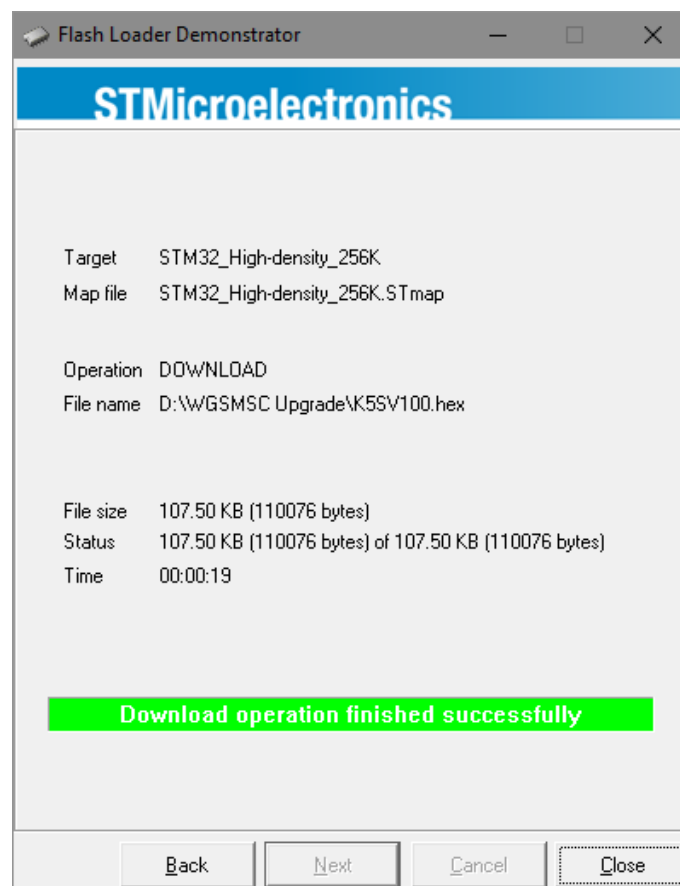 Flash Loader Demonstrator
STMicroelectronics
Target STM32_High-density_256K
Map file STM32_High-density_256K.STmap
Operation DOWNLOAD
File name D:\WGSMSC Upgrade\K5SV100.hex
File size 107.50 KB (110076 bytes)
Status 107.50 KB (110076 bytes) of 107.50 KB (110076 bytes)
Time 00:00:19
Download operation finished successfully
Back Next Cancel Close